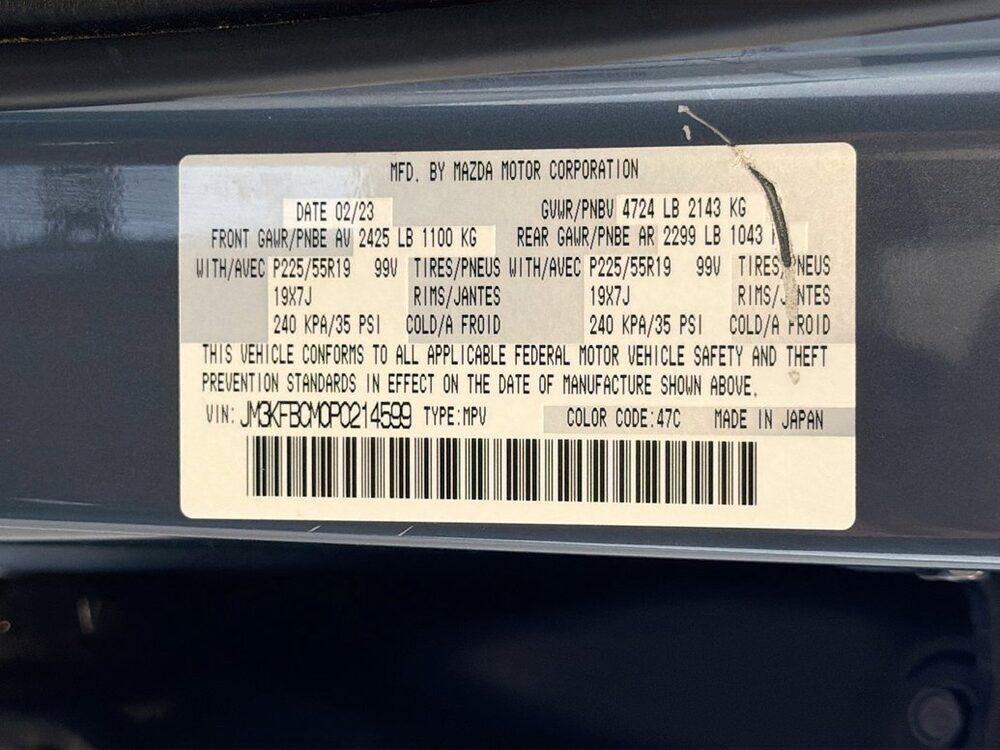 MFD. BY MAZDA MOTOR CORPORATION
DATE 02/23 GVWR/PNBV 4724 LB 2143 KG
FRONT GAWR/PNBE AV 2425 LB 1100 KG REAR GAWR/PNBE AR 2299 LB 1043
WITH/AVEC P225/55R19 99V TIRES/PNEUS WITH/AVEC P225/55R19 99V TIRES/PNEUS
19X7J RIMS/JANTES 19X7J RIMS/JANTES
240 KPA/35 PSI COLD/A FROID 240 KPA/35 PSI COLD/A FROID
THIS VEHICLE CONFORMS TO ALL APPLICABLE FEDERAL MOTOR VEHICLE SAFETY AND THEFT
PREVENTION STANDARDS IN EFFECT ON THE DATE OF MANUFACTURE SHOWN ABOVE.
VIN: JM3KFBCM0P0214599 TYPE:MPV COLOR CODE:47C MADE IN JAPAN